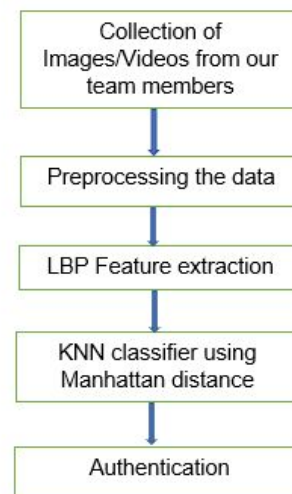 Collection of
Images/Videos from our
team members
Preprocessing the data
LBP Feature extraction
KNN classifier using
Manhattan distance
Authentication